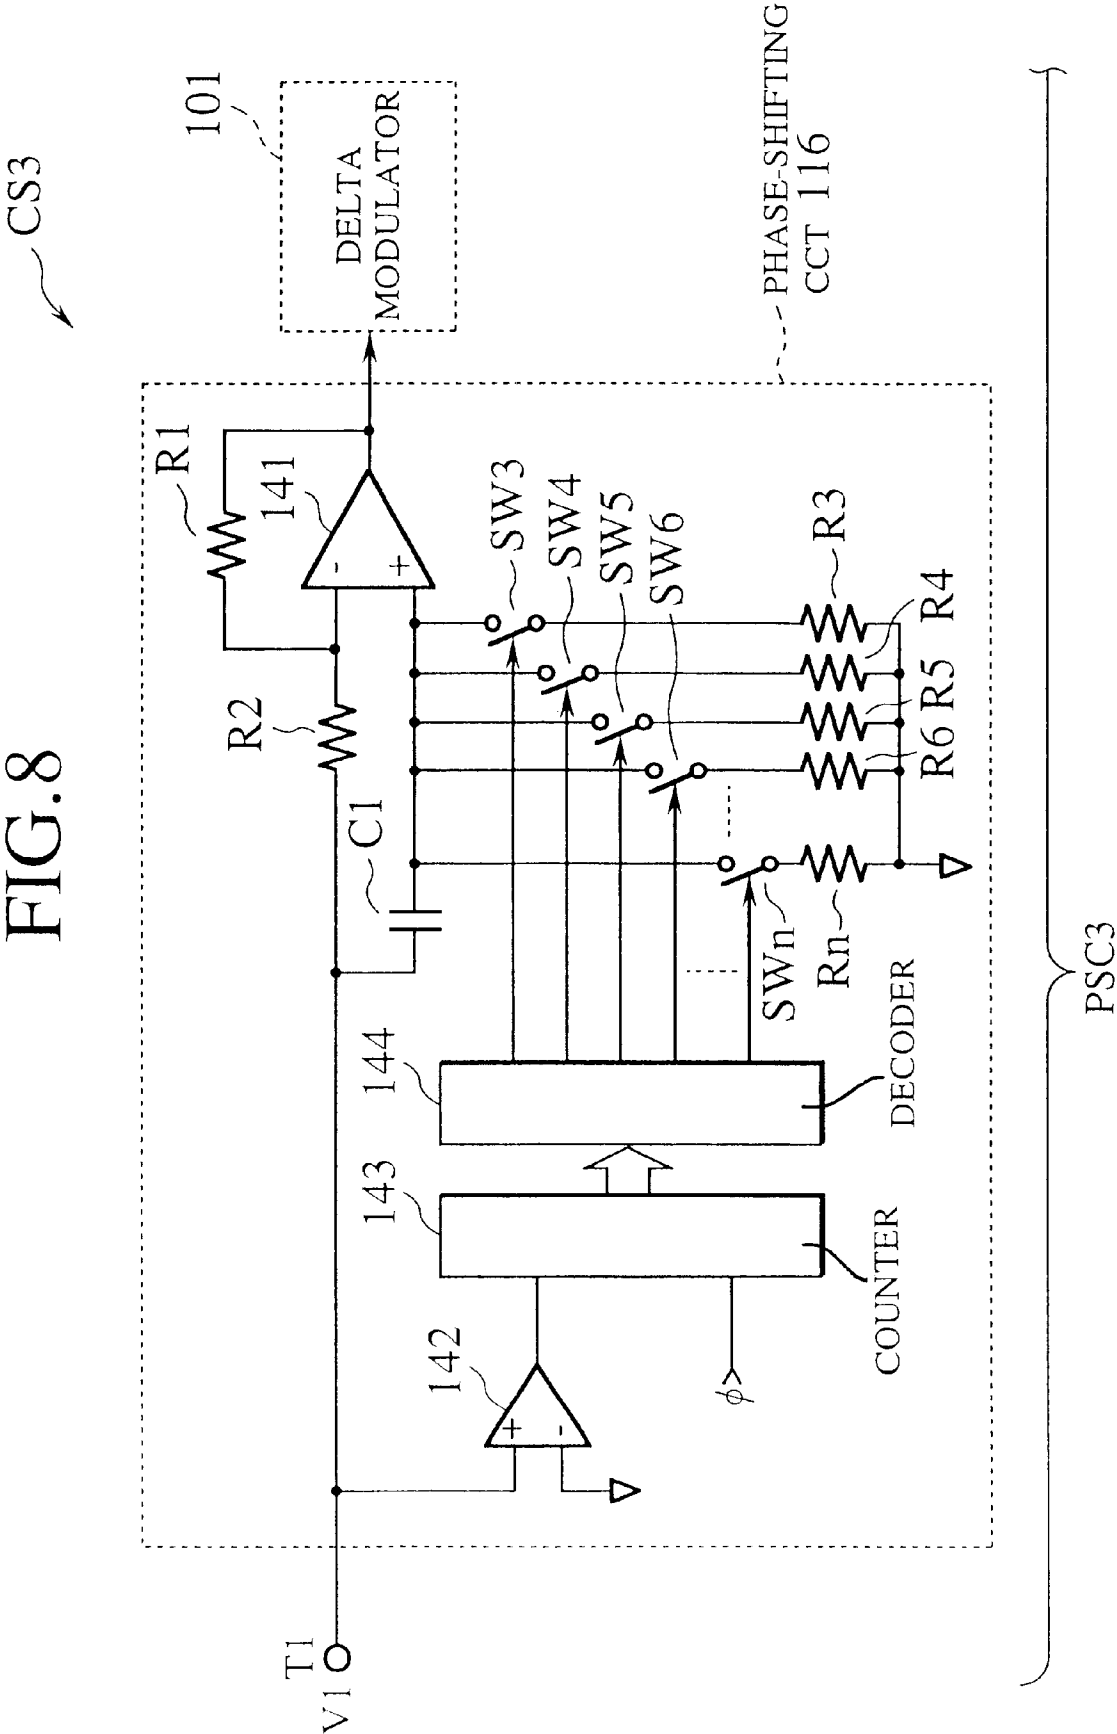 FIG.8
CS3
101
DELTA
MODULATOR
R1
141
R2
C1
-
+
SW3
SW4
SW5
SW6
SWn
R3
R4
R5
R6
Rn
144
143
142
+
-
φ
DECODER
COUNTER
T1
V1
PHASE-SHIFTING
CCT 116
PSC3